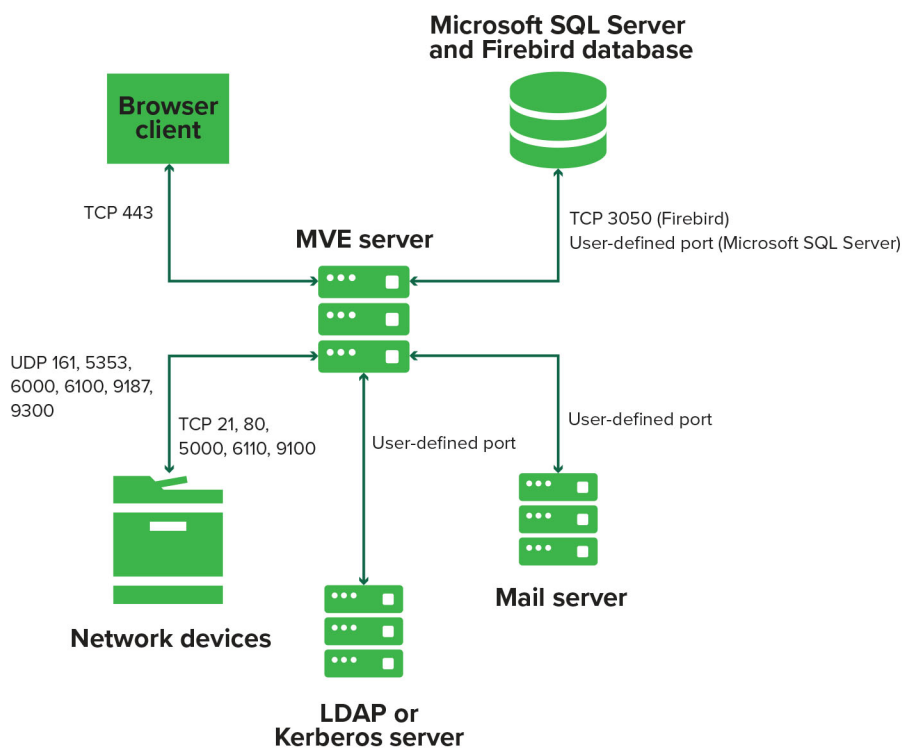 Microsoft SQL Server
and Firebird database
Browser
client
TCP 443
TCP 3050 (Firebird)
User-defined port (Microsoft SQL Server)
MVE server
UDP 161, 5353,
6000, 6100, 9187,
9300
TCP 21, 80,
5000, 6110, 9100
User-defined port
User-defined port
Network devices
Mail server
LDAP or
Kerberos server